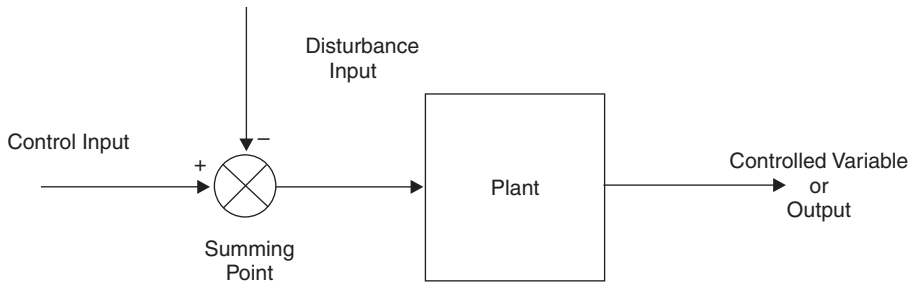 Disturbance
Input
Control Input
–
+
Plant
Controlled Variable
or
Output
Summing
Point